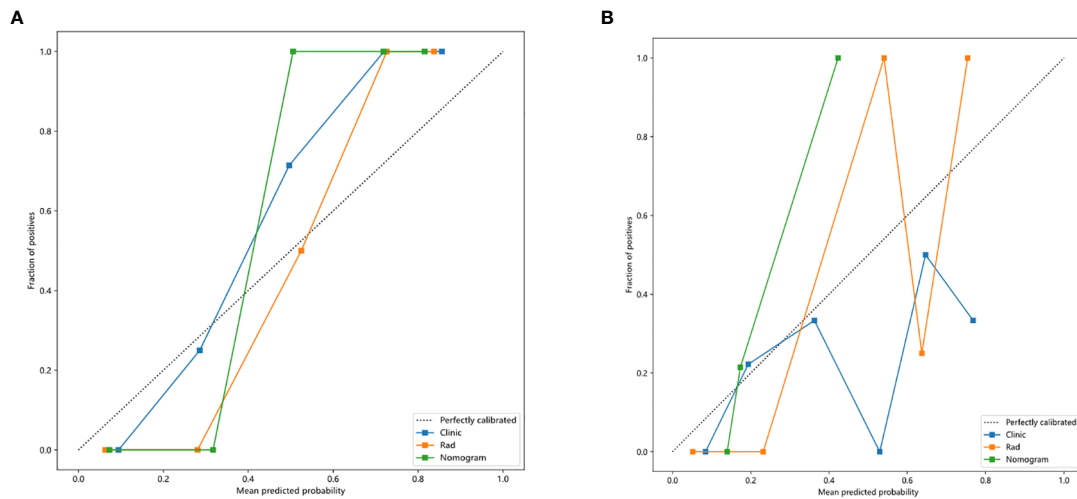 A
1.0
0.8
0.6
0.4
0.2
0.0
Fraction of positives
0.0 0.2 0.4 0.6 0.8 1.0
Mean predicted probability
Perfectly calibrated
Clinic
Rad
Nomogram
B
1.0
0.8
0.6
0.4
0.2
0.0
Fraction of positives
0.0 0.2 0.4 0.6 0.8 1.0
Mean predicted probability
Perfectly calibrated
Clinic
Rad
Nomogram